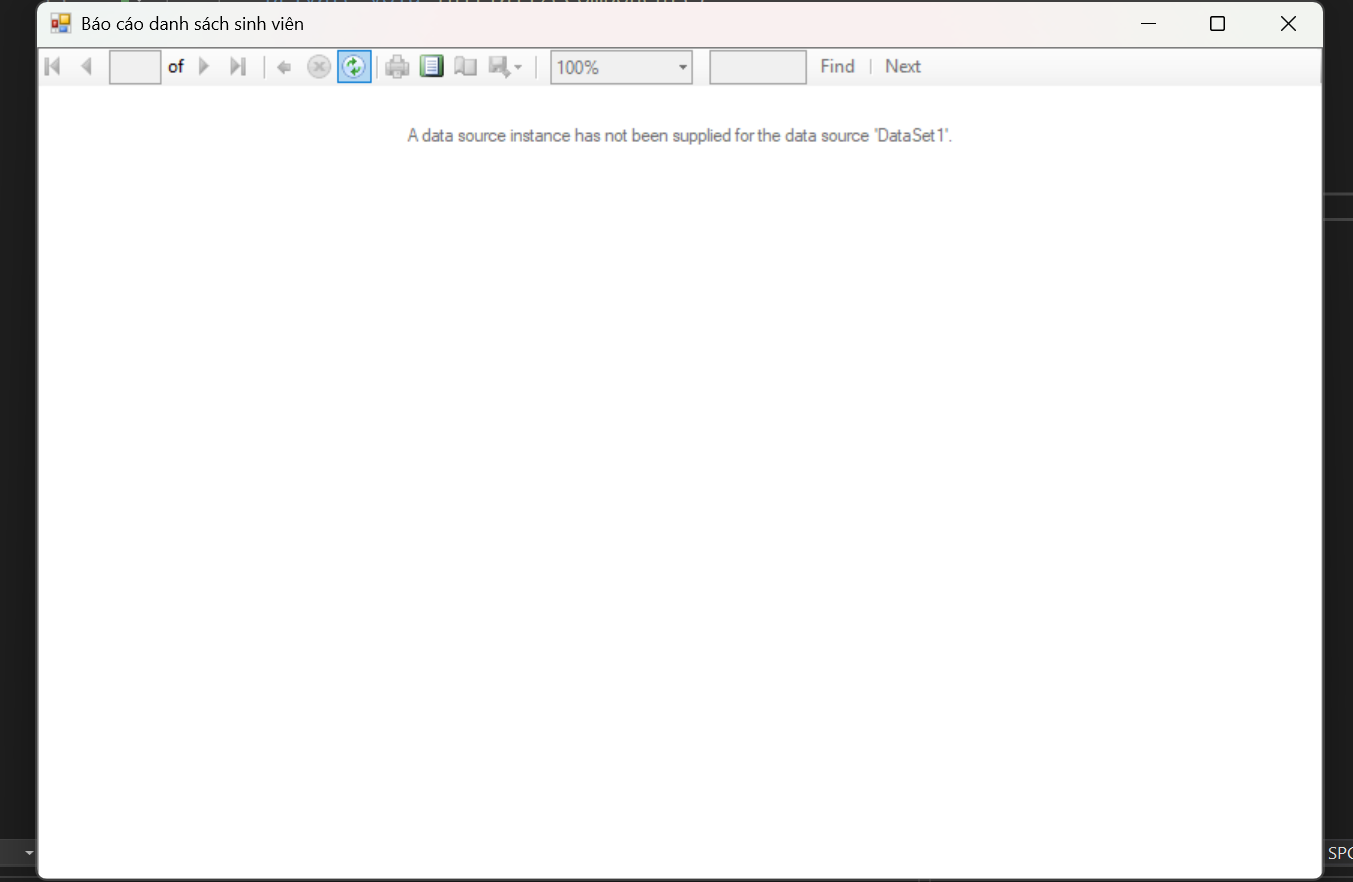 Báo cáo danh sách sinh viên
of
100%
Find | Next
A data source instance has not been supplied for the data source 'DataSet1'.
SPC